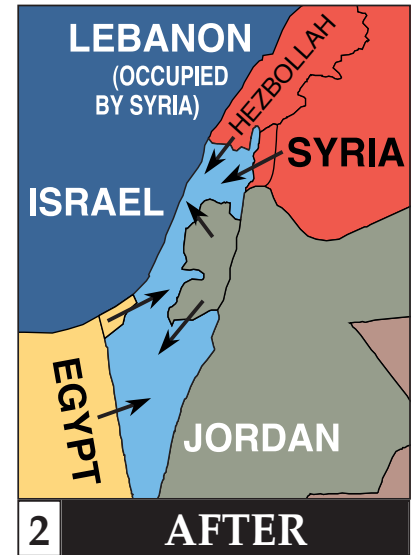 LEBANON
(OCCUPIED
BY SYRIA)
HEZBOLLAH
SYRIA
ISRAEL
EGYPT
JORDAN
2 AFTER